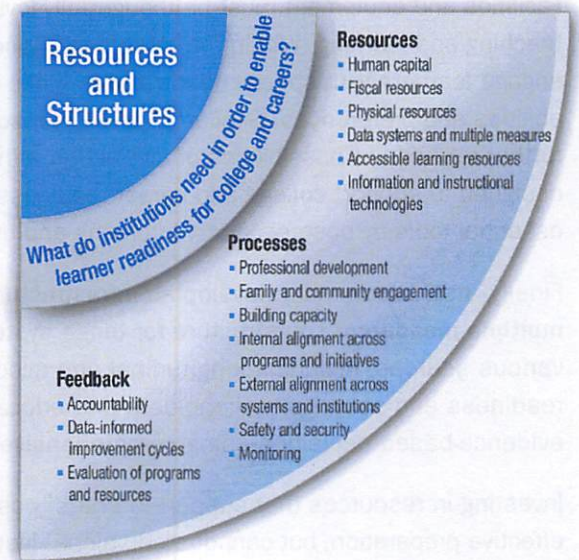 Resources
and
Structures
What do institutions need in order to enable
learner readiness for college and careers?
Resources
▪ Human capital
▪ Fiscal resources
▪ Physical resources
▪ Data systems and multiple measures
▪ Accessible learning resources
▪ Information and instructional
technologies
Processes
▪ Professional development
▪ Family and community engagement
▪ Building capacity
▪ Internal alignment across
programs and initiatives
▪ External alignment across
systems and institutions
▪ Safety and security
▪ Monitoring
Feedback
▪ Accountability
▪ Data-informed
improvement cycles
▪ Evaluation of programs
and resources